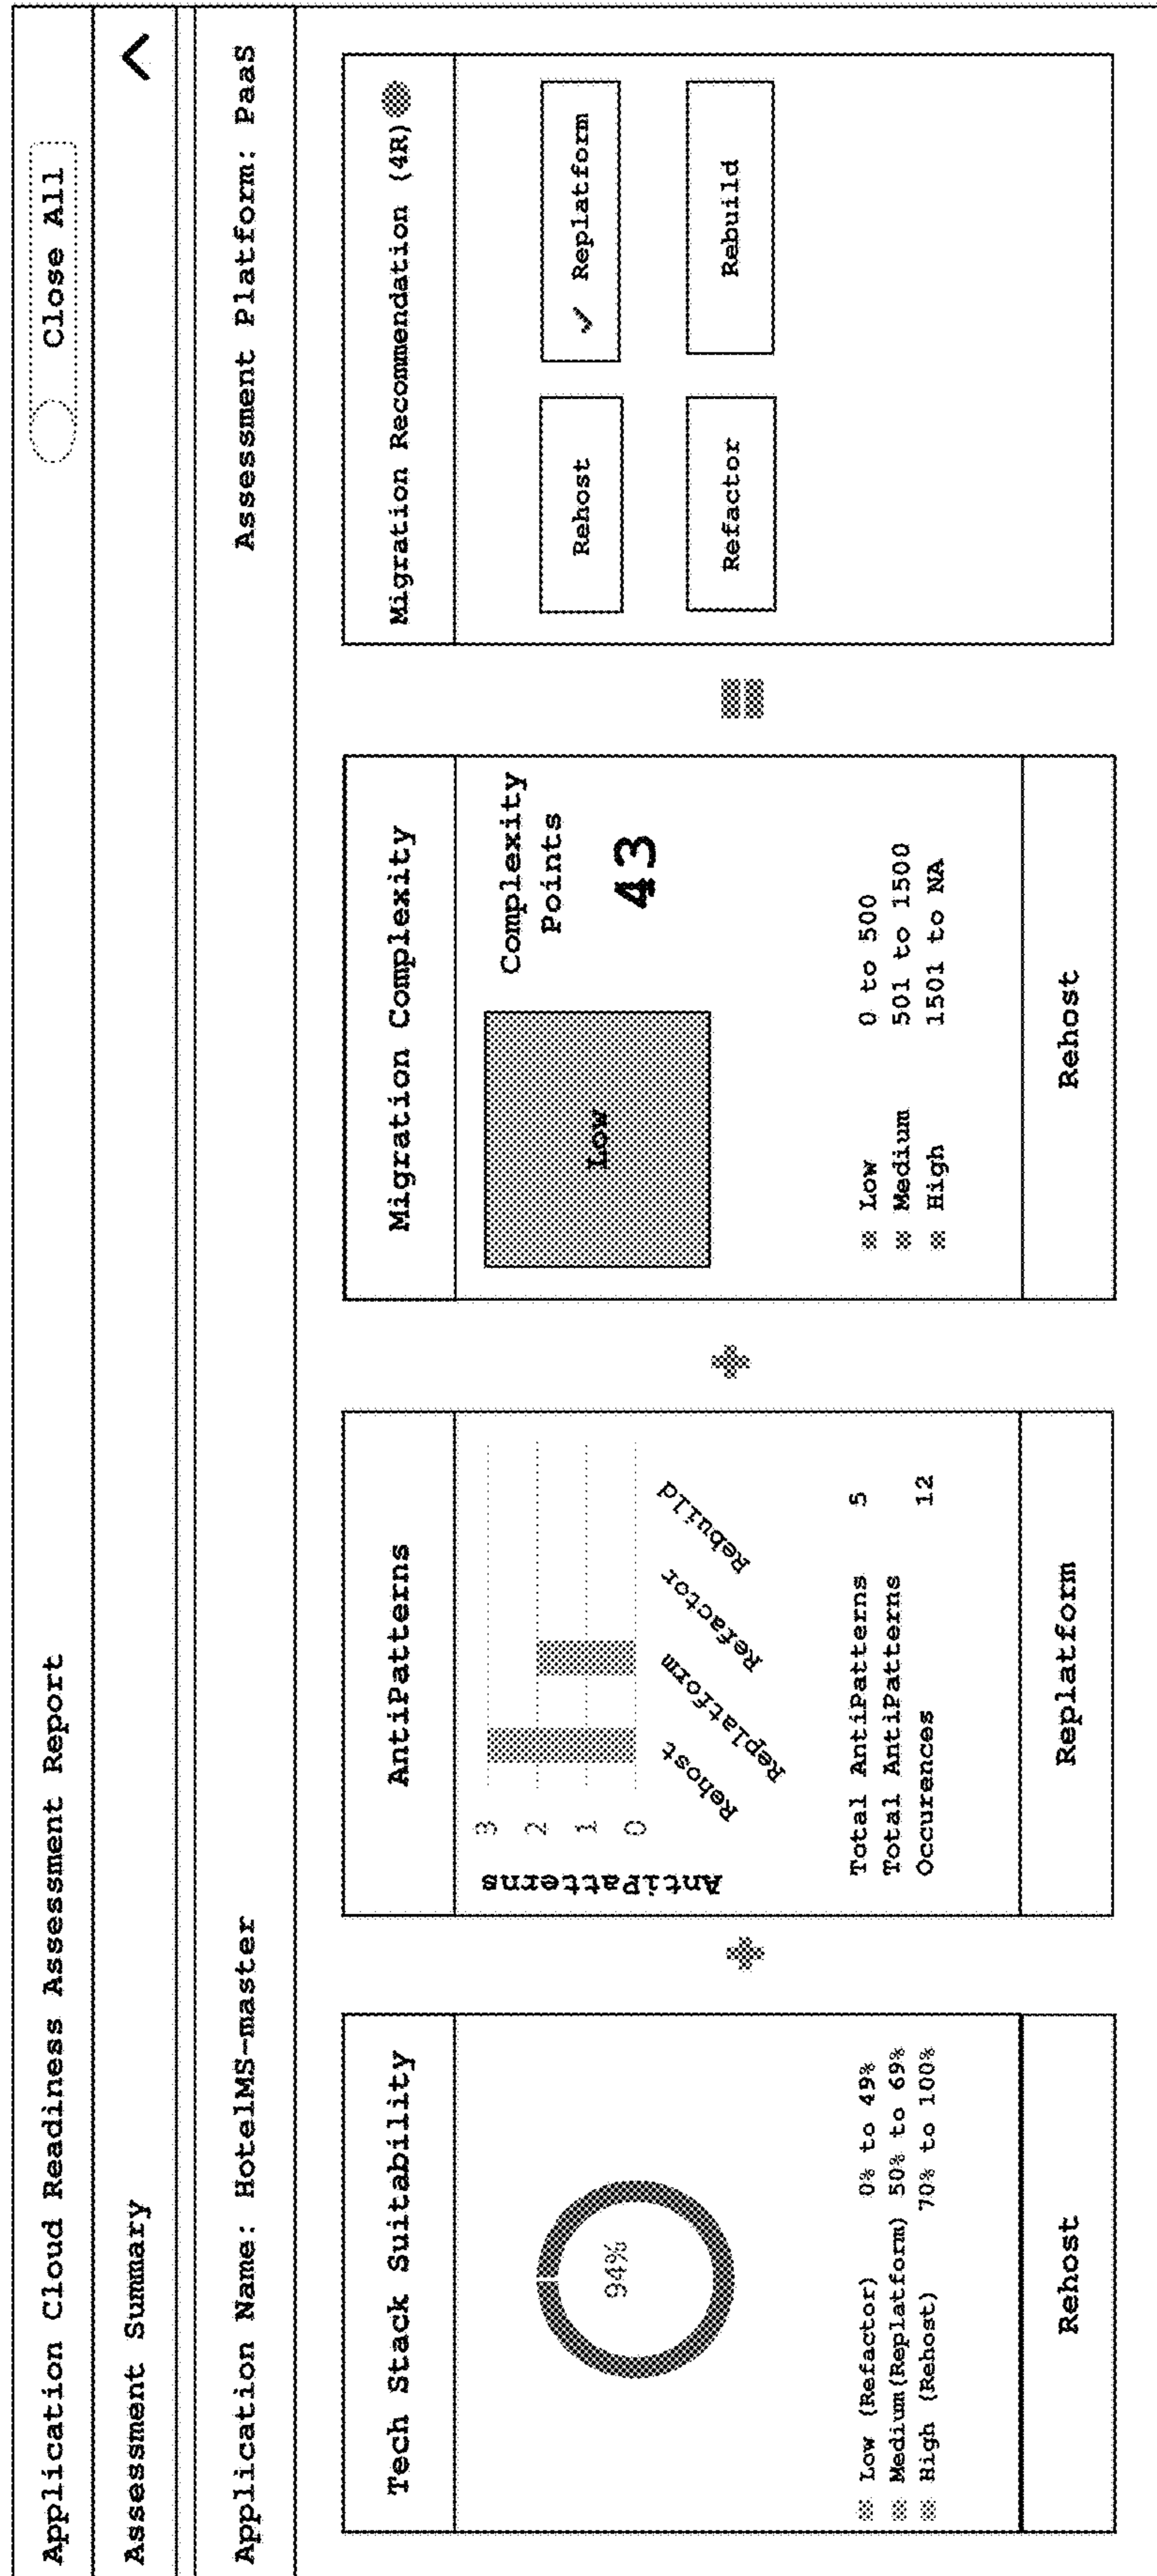 Application Cloud Readiness Assessment Report
Close All
Assessment Summary
Application Name: HotelMS-master
Assessment Platform: PaaS
Tech Stack Suitability
94%
Low (Refactor) 0% to 49%
Medium(Replatform) 50% to 69%
High (Rehost) 70% to 100%
Rehost
AntiPatterns
AntiPatterns
3
2
1
0
Rehost
Replatform
Refactor
Rebuild
Total AntiPatterns 5
Total AntiPatterns
Occurences 12
Replatform
Migration Complexity
Low
Complexity
Points
43
Low 0 to 500
Medium 501 to 1500
High 1501 to NA
Rehost
Migration Recommendation (4R)
Rehost
✓ Replatform
Refactor
Rebuild